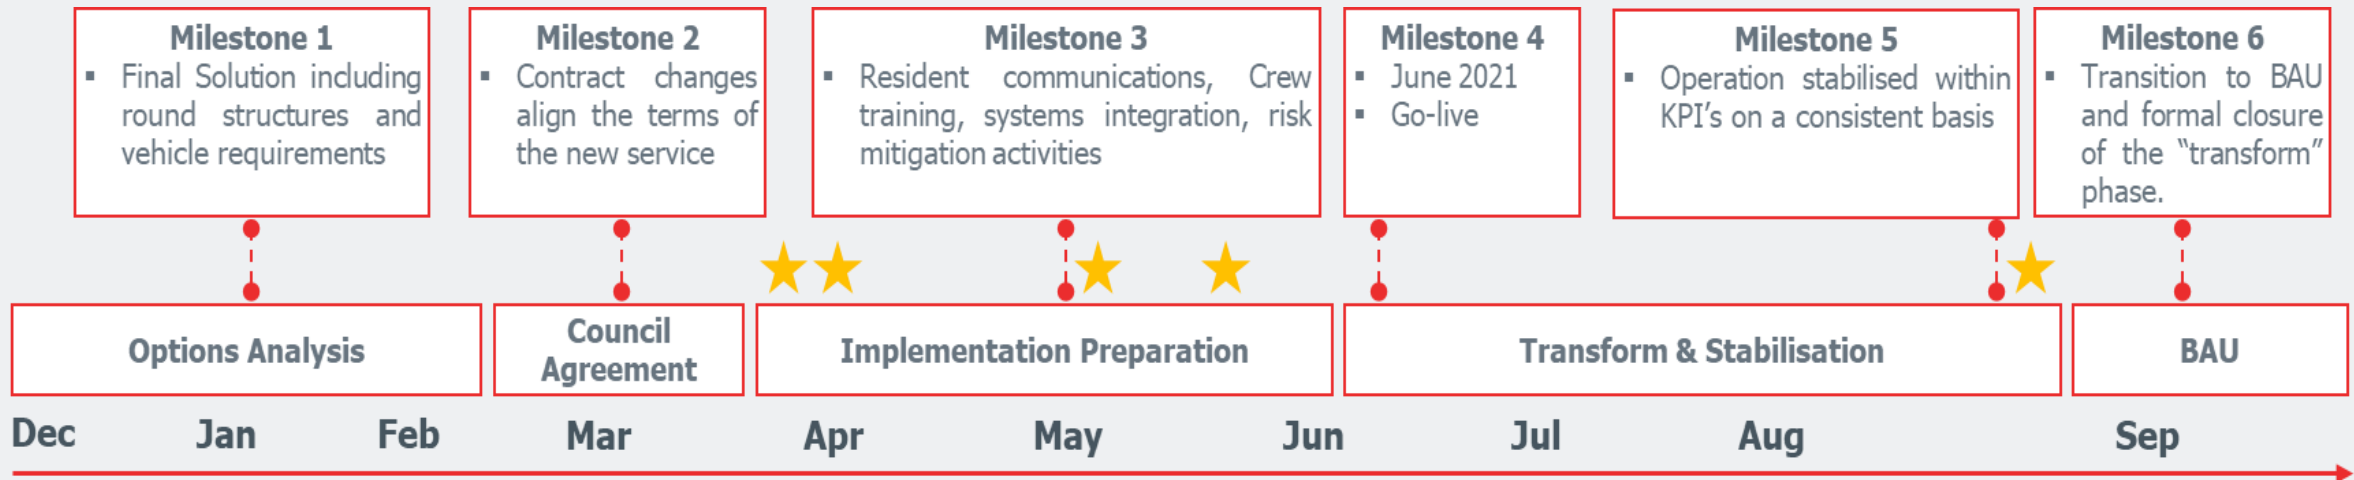 Milestone 1
▪ Final Solution including
round structures and
vehicle requirements
Milestone 2
▪ Contract changes
align the terms of
the new service
Milestone 3
▪ Resident communications, Crew
training, systems integration, risk
mitigation activities
Milestone 4
▪ June 2021
▪ Go-live
Milestone 5
▪ Operation stabilised within
KPI’s on a consistent basis
Milestone 6
▪ Transition to BAU
and formal closure
of the “transform”
phase.
Options Analysis
Council
Agreement
Implementation Preparation
Transform & Stabilisation
BAU
Dec Jan Feb Mar Apr May Jun Jul Aug Sep